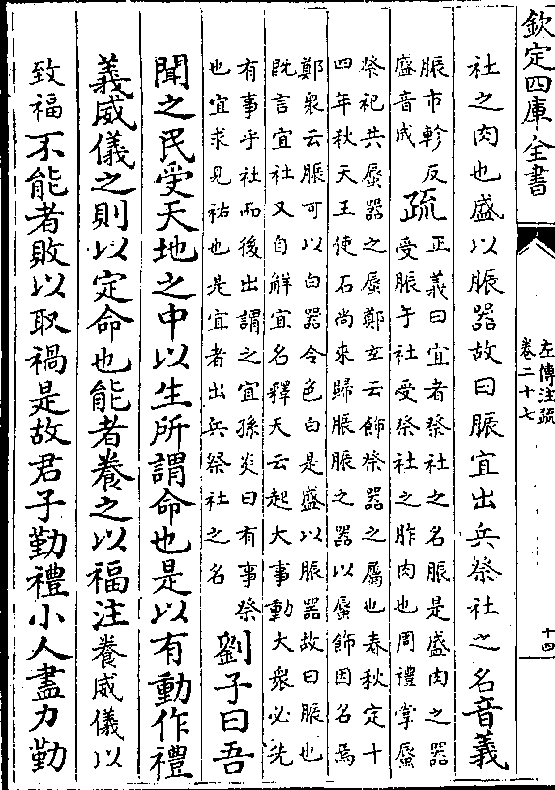 欽定四庫全書
左傳注疏
卷二十七
十四
社之肉也盛以脤器故曰脤宜出兵祭社之名音義
脤市軫反
盛音成
疏
正義曰宜者祭社之名脤是盛肉之器
受脤于社受祭社之胙肉也周禮掌蜃
祭祀共蜃器之蜃鄭玄云飾祭器之屬也春秋定十
四年秋天王使石尚來歸脤脤之器以蜃飾因名焉
鄭衆云脤可以白器令色白是盛以脤器故曰脤也
既言宜社又自解宜名釋天云起大事動大衆必先
有事乎社而後出謂之宜孫炎曰有事祭
也宜求見祐也是宜者出兵祭社之名
劉子曰吾
聞之民受天地之中以生所謂命也是以有動作禮
義威儀之則以定命也能者養之以福注養威儀以
致福不能者敗以取禍是故君子勤禮小人盡力勤